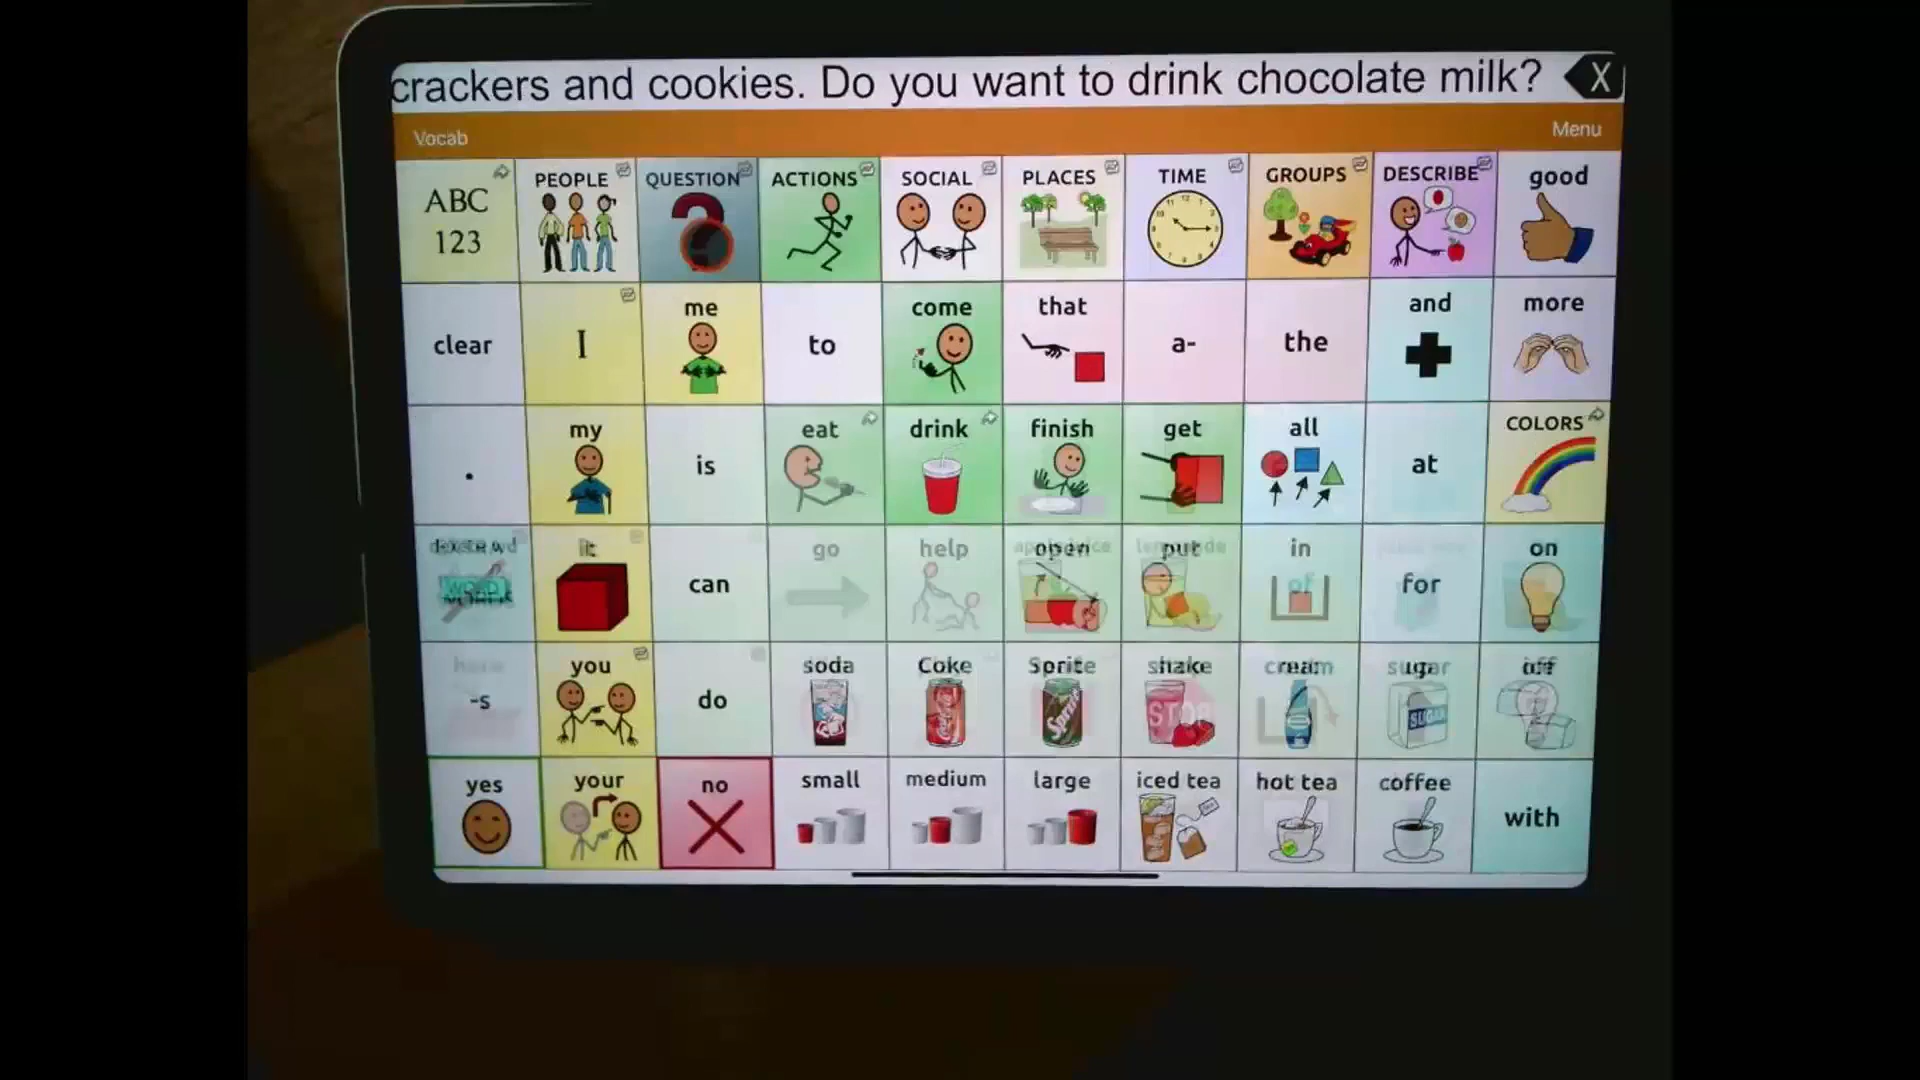 crackers and cookies. Do you want to drink chocolate milk? X
Vocab Menu
ABC 123 PEOPLE QUESTION ACTIONS SOCIAL PLACES TIME GROUPS DESCRIBE good
clear I me to come that a- the and more
. my is eat drink finish get all at COLORS
it can go help open put in for on
-s you do soda Coke Sprite shake cream sugar off
yes your no small medium large iced tea hot tea coffee with